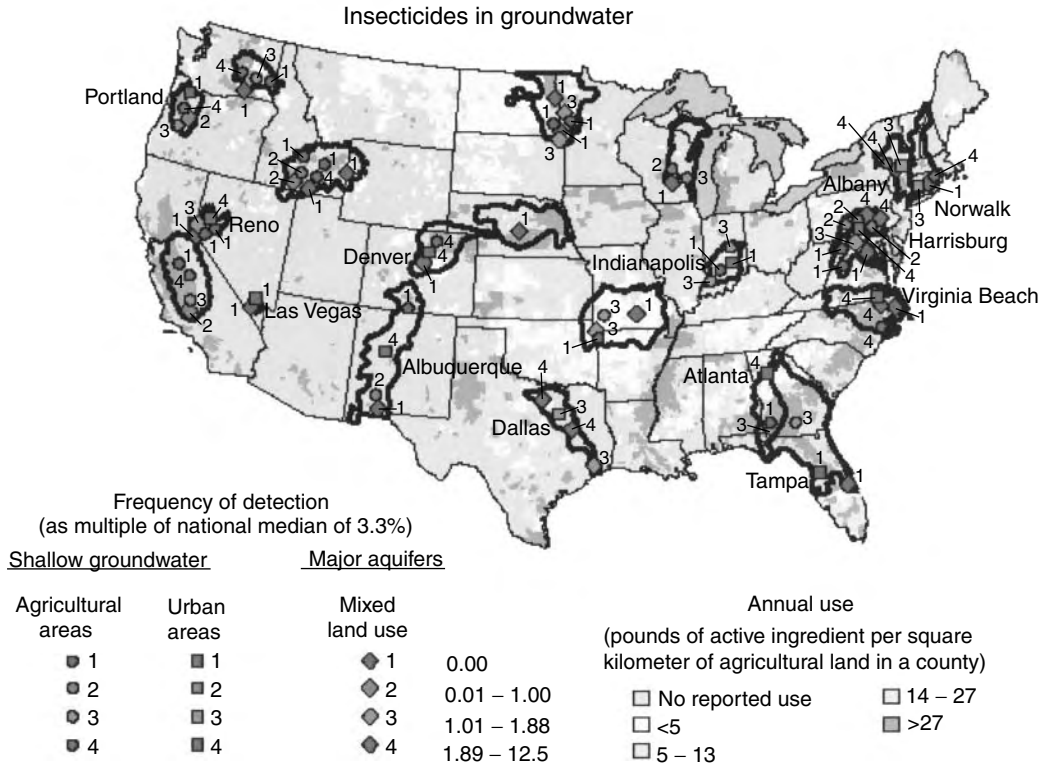 Insecticides in groundwater
Portland
Reno
Las Vegas
Denver
Albuquerque
Dallas
Indianapolis
Atlanta
Tampa
Albany
Norwalk
Harrisburg
Virginia Beach
Frequency of detection
(as multiple of national median of 3.3%)
Shallow groundwater
Major aquifers
Agricultural areas
Urban areas
Mixed land use
1 1 1 0.00
2 2 2 0.01 – 1.00
3 3 3 1.01 – 1.88
4 4 4 1.89 – 12.5
Annual use
(pounds of active ingredient per square
kilometer of agricultural land in a county)
No reported use
<5
5 – 13
14 – 27
>27